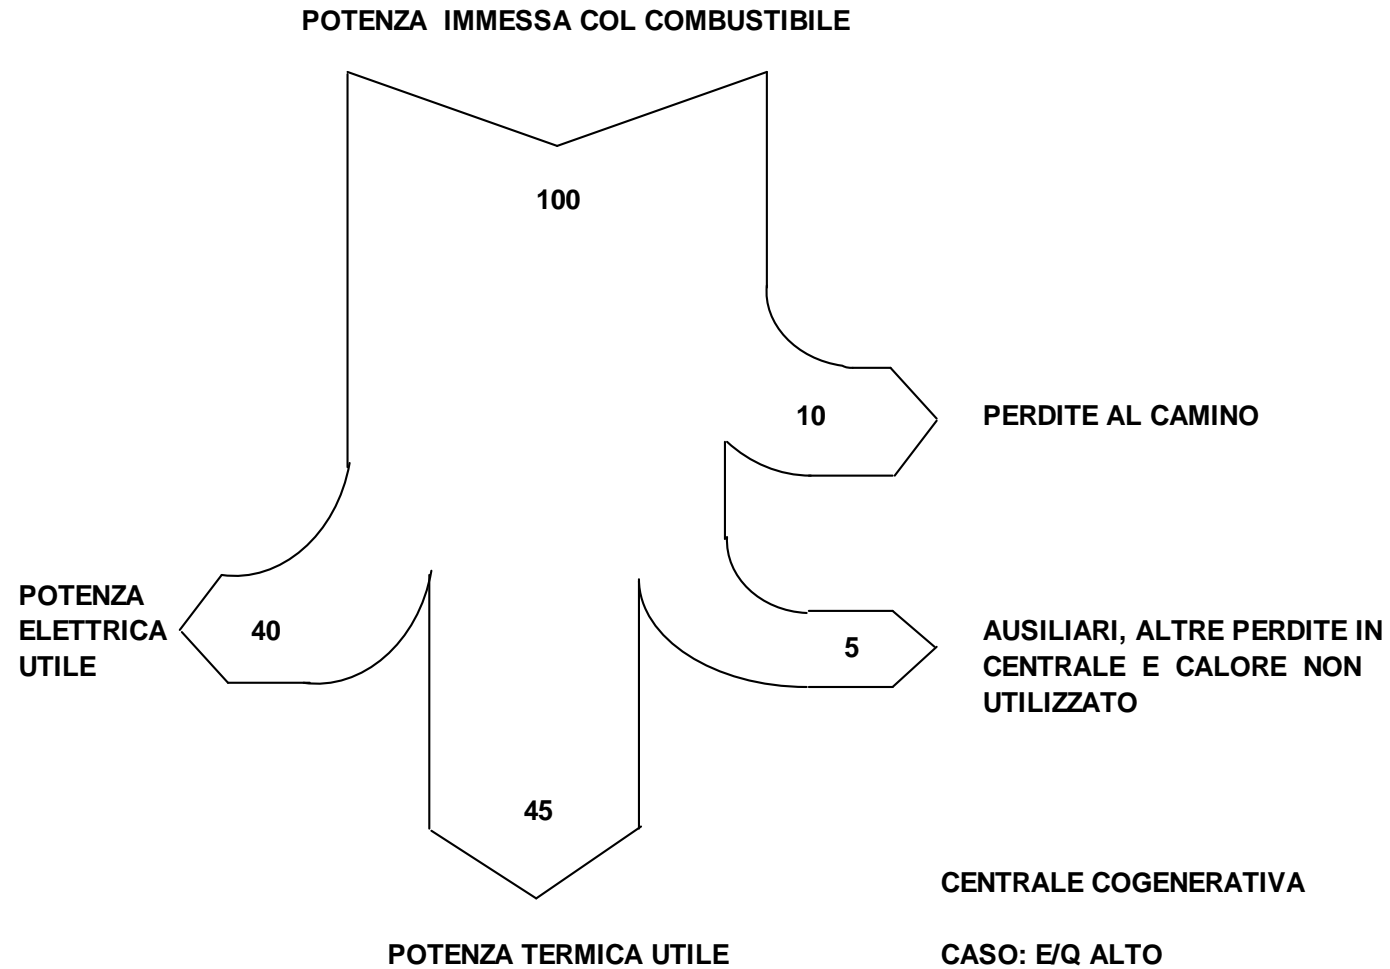 POTENZA IMMESSA COL COMBUSTIBILE
100
10
PERDITE AL CAMINO
POTENZA
ELETTRICA
UTILE
40
5
AUSILIARI, ALTRE PERDITE IN
CENTRALE E CALORE NON
UTILIZZATO
45
CENTRALE COGENERATIVA
POTENZA TERMICA UTILE
CASO: E/Q ALTO